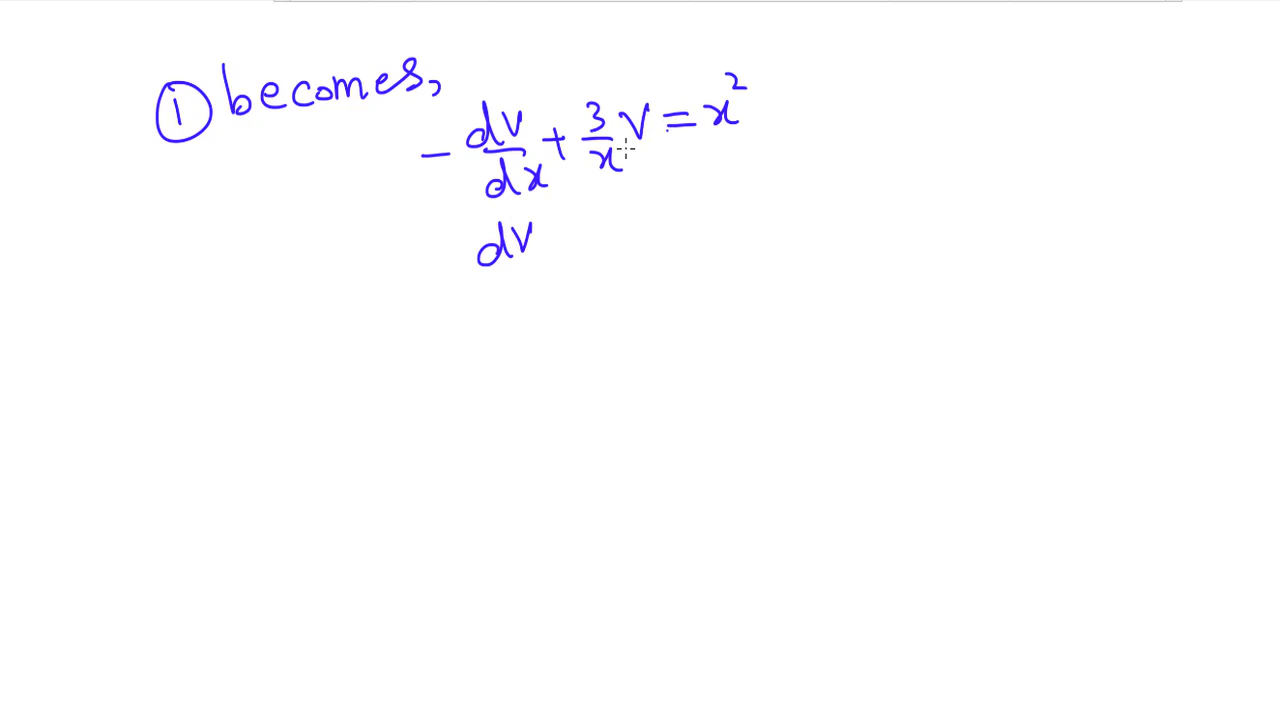 ① becomes,
- dv/dx + 3/x v = x²
dv